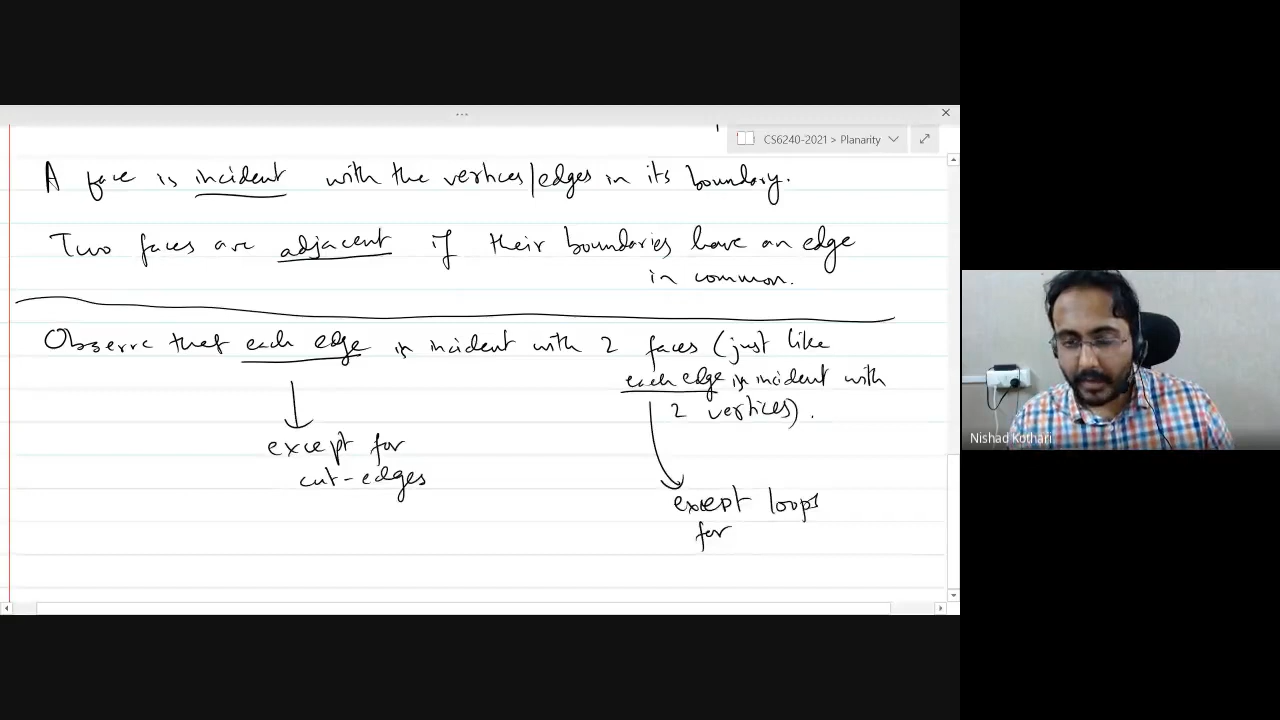 CS6240-2021 > Planarity
A face is incident with the vertices/edges in its boundary.
Two faces are adjacent if their boundaries have an edge
in common.
Observe that each edge is incident with 2 faces (just like
each edge is incident with
2 vertices).
except for
cut-edges
except loops
for
Nishad Kothari